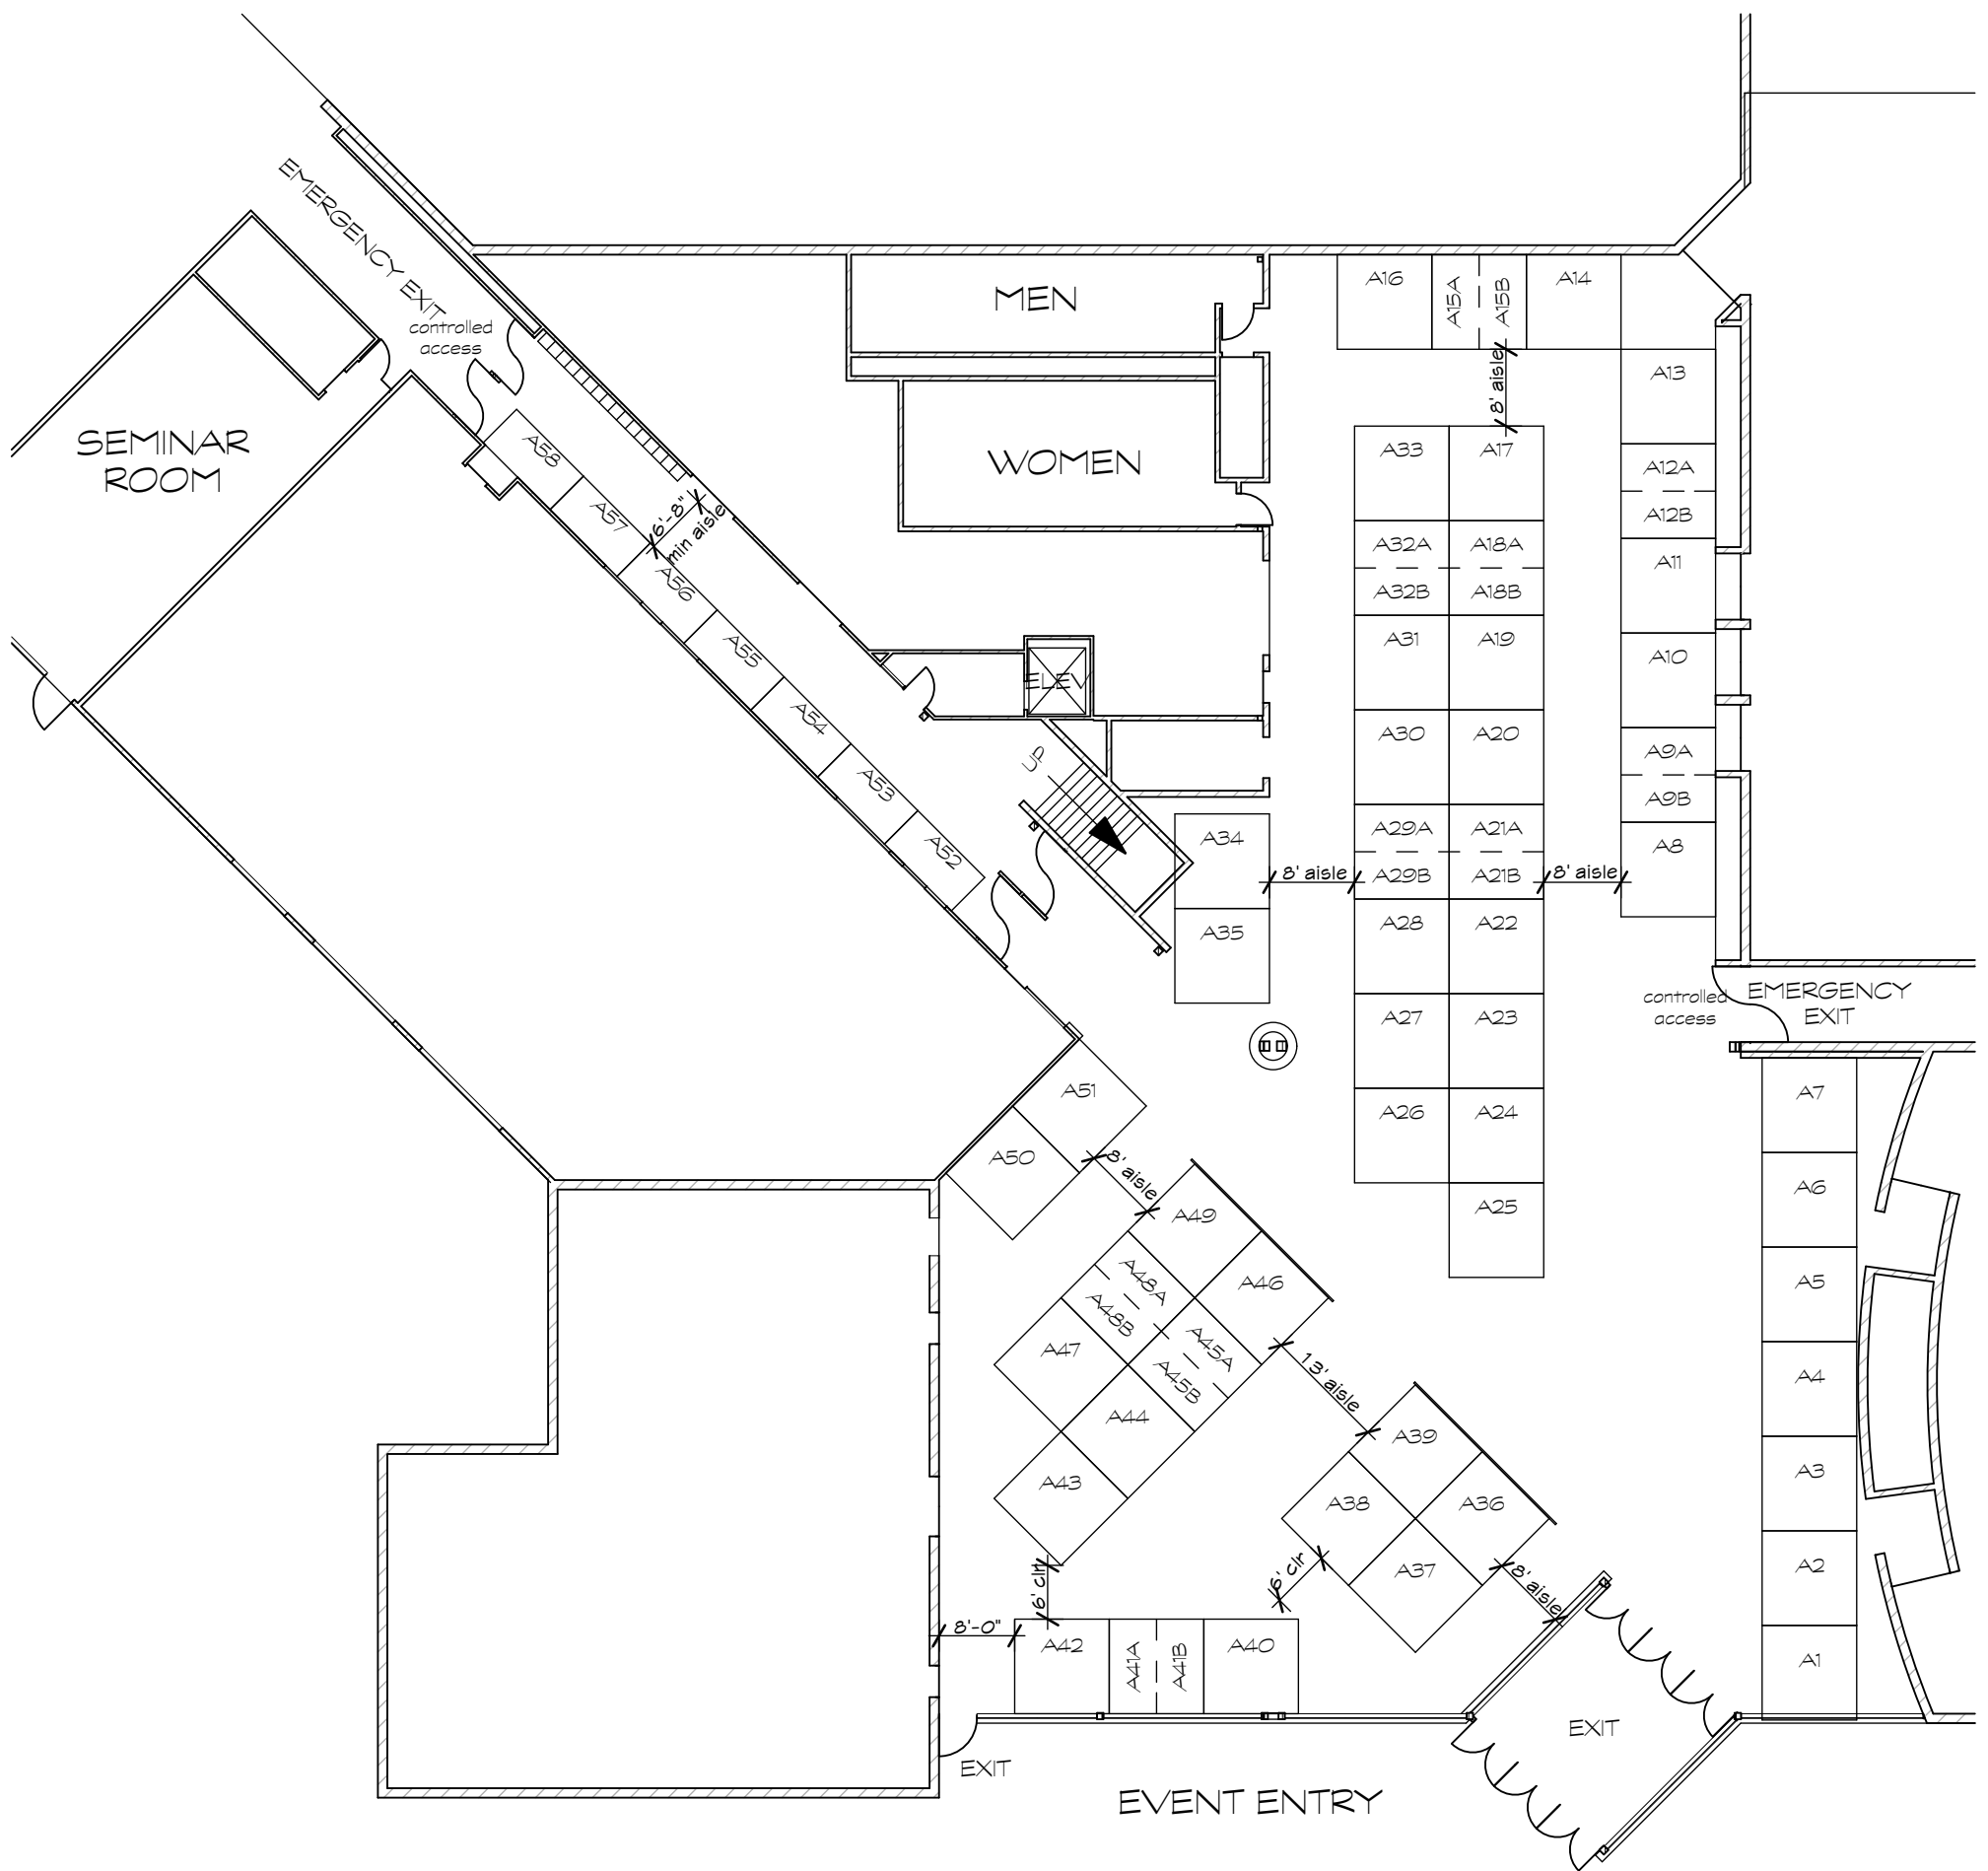 EMERGENCY EXIT
controlled
access
SEMINAR
ROOM
MEN
WOMEN
ELEV
UP
A16
A15A
A15B
A14
8' aisle
A13
A12A
A12B
A11
A10
A9A
A9B
A8
A33
A17
A32A
A18A
A32B
A18B
A31
A19
A30
A20
A29A
A21A
A29B
A21B
8' aisle
8' aisle
A28
A22
A27
A23
A26
A24
A25
A34
A35
A58
A57
6'-8"
min aisle
A56
A55
A54
A53
A52
controlled
access
EMERGENCY
EXIT
A7
A6
A5
A4
A3
A2
A1
A51
A50
8' aisle
A49
A46
A48A
A48B
A45A
A45B
A47
A44
A43
13' aisle
A39
A38
A36
A37
6' clr
6' clr
8' aisle
8'-0"
A42
A41A
A41B
A40
EXIT
EXIT
EVENT ENTRY